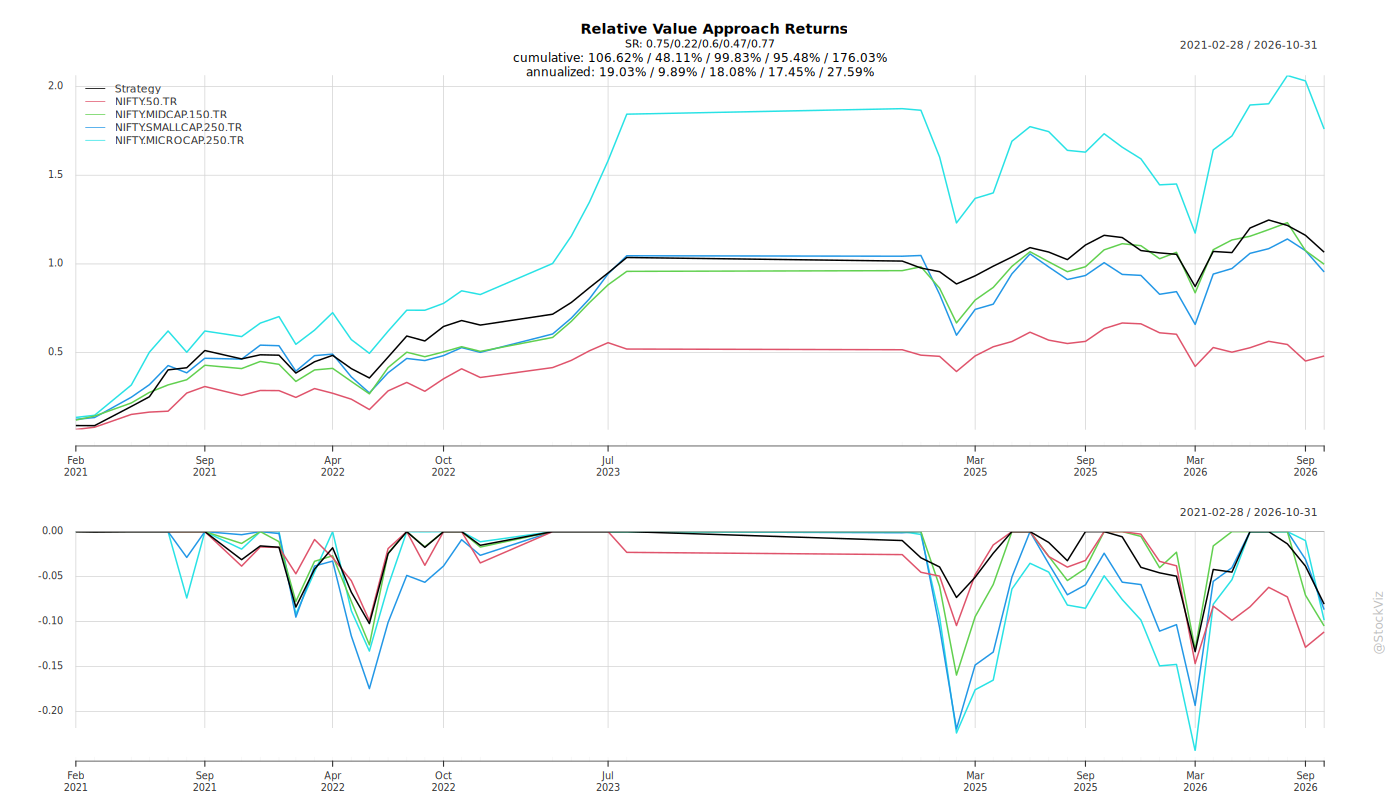 Relative Value Approach Returns
SR: 0.75/0.22/0.6/0.47/0.77
cumulative: 106.62% / 48.11% / 99.83% / 95.48% / 176.03%
annualized: 19.03% / 9.89% / 18.08% / 17.45% / 27.59%
2021-02-28 / 2026-10-31
Strategy
NIFTY.50.TR
NIFTY.MIDCAP.150.TR
NIFTY.SMALLCAP.250.TR
NIFTY.MICROCAP.250.TR
2.0
1.5
1.0
0.5
Feb 2021
Sep 2021
Apr 2022
Oct 2022
Jul 2023
Mar 2025
Sep 2025
Mar 2026
Sep 2026
2021-02-28 / 2026-10-31
0.00
-0.05
-0.10
-0.15
-0.20
Feb 2021
Sep 2021
Apr 2022
Oct 2022
Jul 2023
Mar 2025
Sep 2025
Mar 2026
Sep 2026
@StockViz